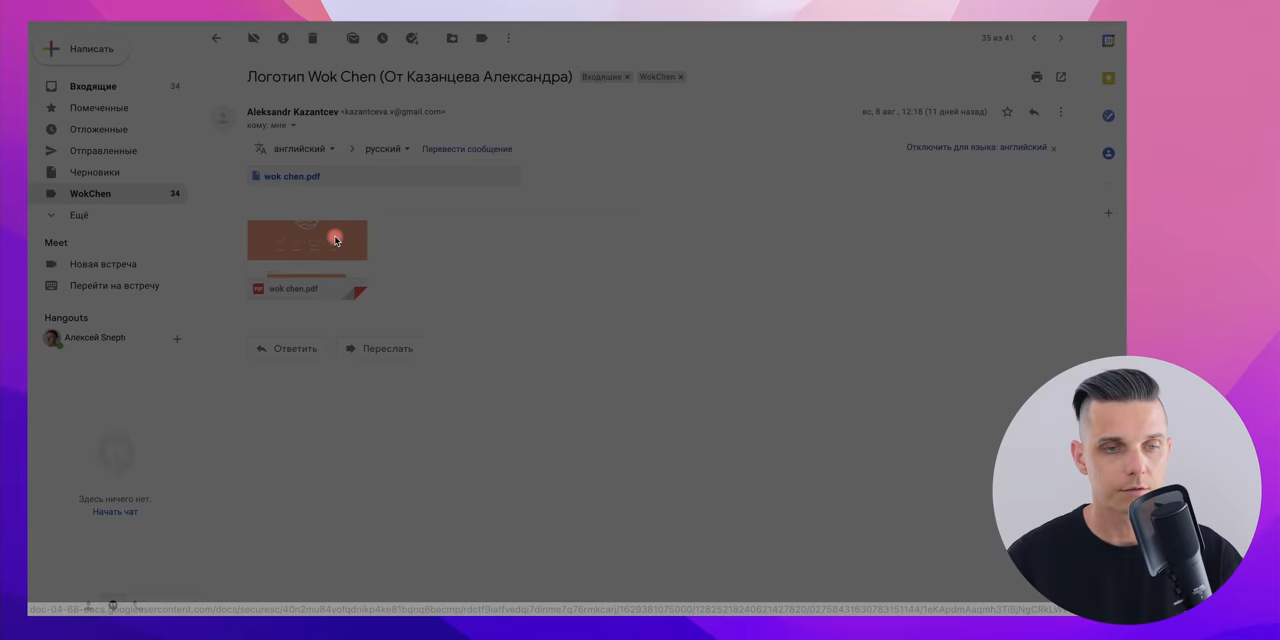 Написать
35 из 41
Логотип Wok Chen (От Казанцева Александра) Входящие × WokChen ×
Входящие 34
Помеченные
Отложенные
Отправленные
Черновики
WokChen 34
Ещё
Meet
Новая встреча
Перейти на встречу
Hangouts
Алексей Snept
Здесь ничего нет.
Начать чат
Aleksandr Kazantcev <kazantceva.v@gmail.com>
вс, 8 авг., 12:18 (11 дней назад)
кому: мне
английский > русский Перевести сообщение
Отключить для языка: английский ×
wok chen.pdf
PDF wok chen.pdf
Ответить Переслать